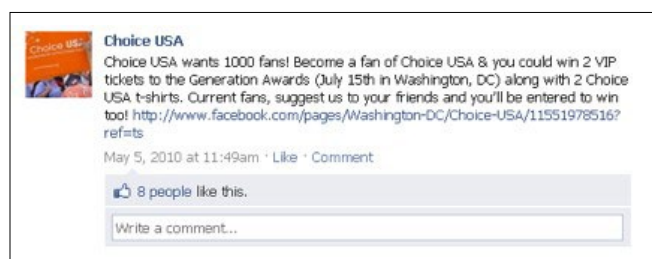 Choice USA
Choice USA
Choice USA wants 1000 fans! Become a fan of Choice USA & you could win 2 VIP
tickets to the Generation Awards (July 15th in Washington, DC) along with 2 Choice
USA t-shirts. Current fans, suggest us to your friends and you'll be entered to win
too! http://www.facebook.com/pages/Washington-DC/Choice-USA/11551978516?
ref=ts
May 5, 2010 at 11:49am · Like · Comment
8 people like this.
Write a comment...